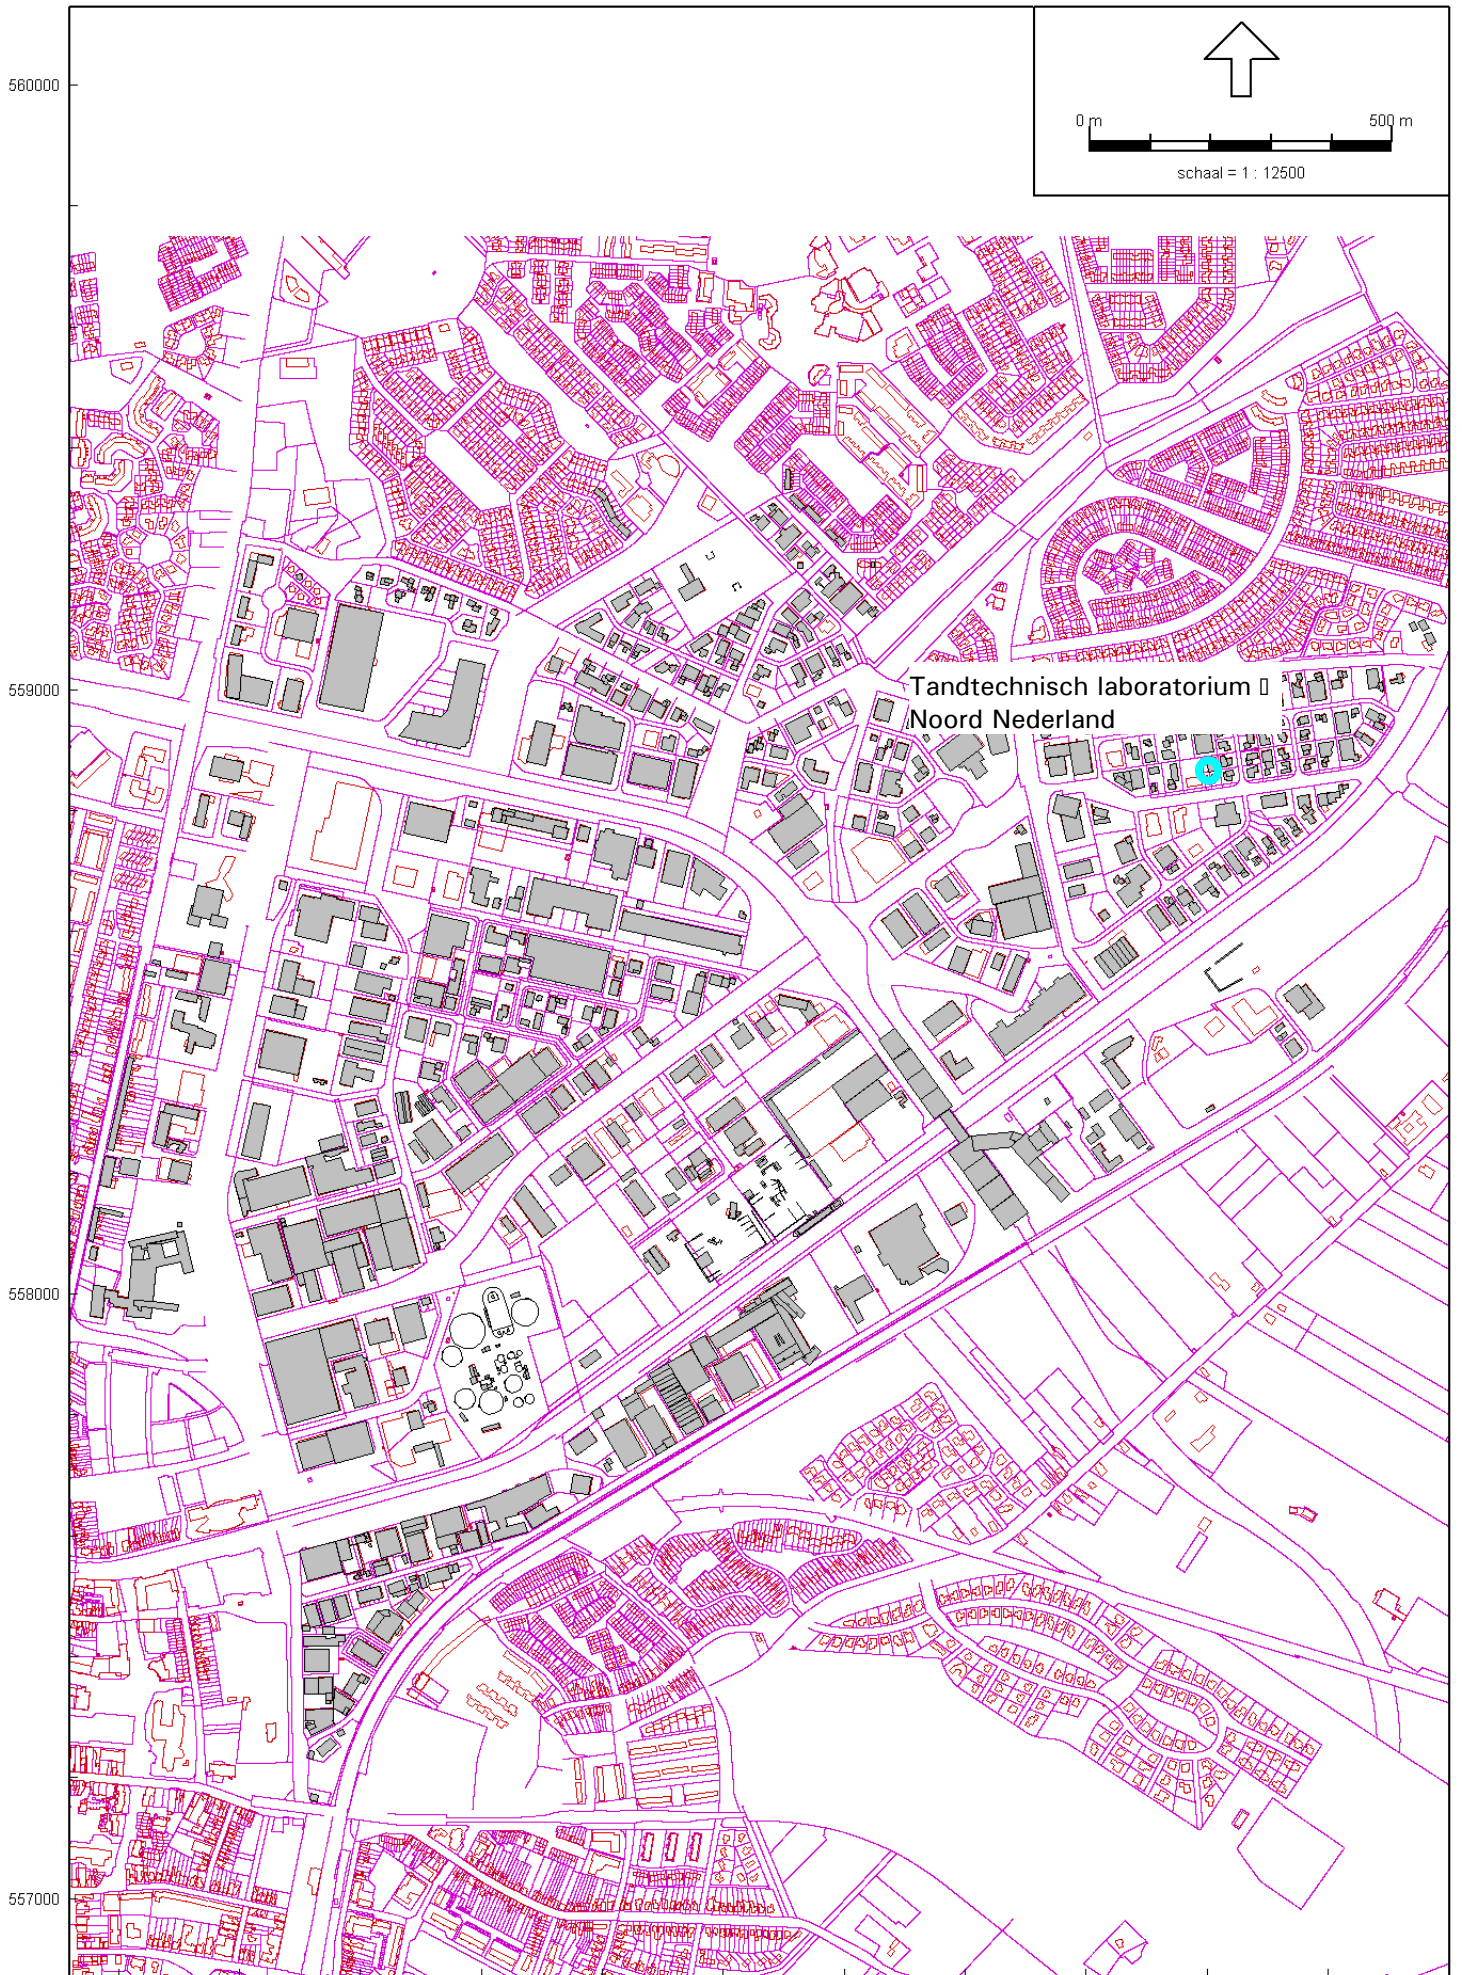 560000
0 m 500 m
schaal = 1 : 12500
559000
Tandtechnisch laboratorium
Noord Nederland
558000
557000